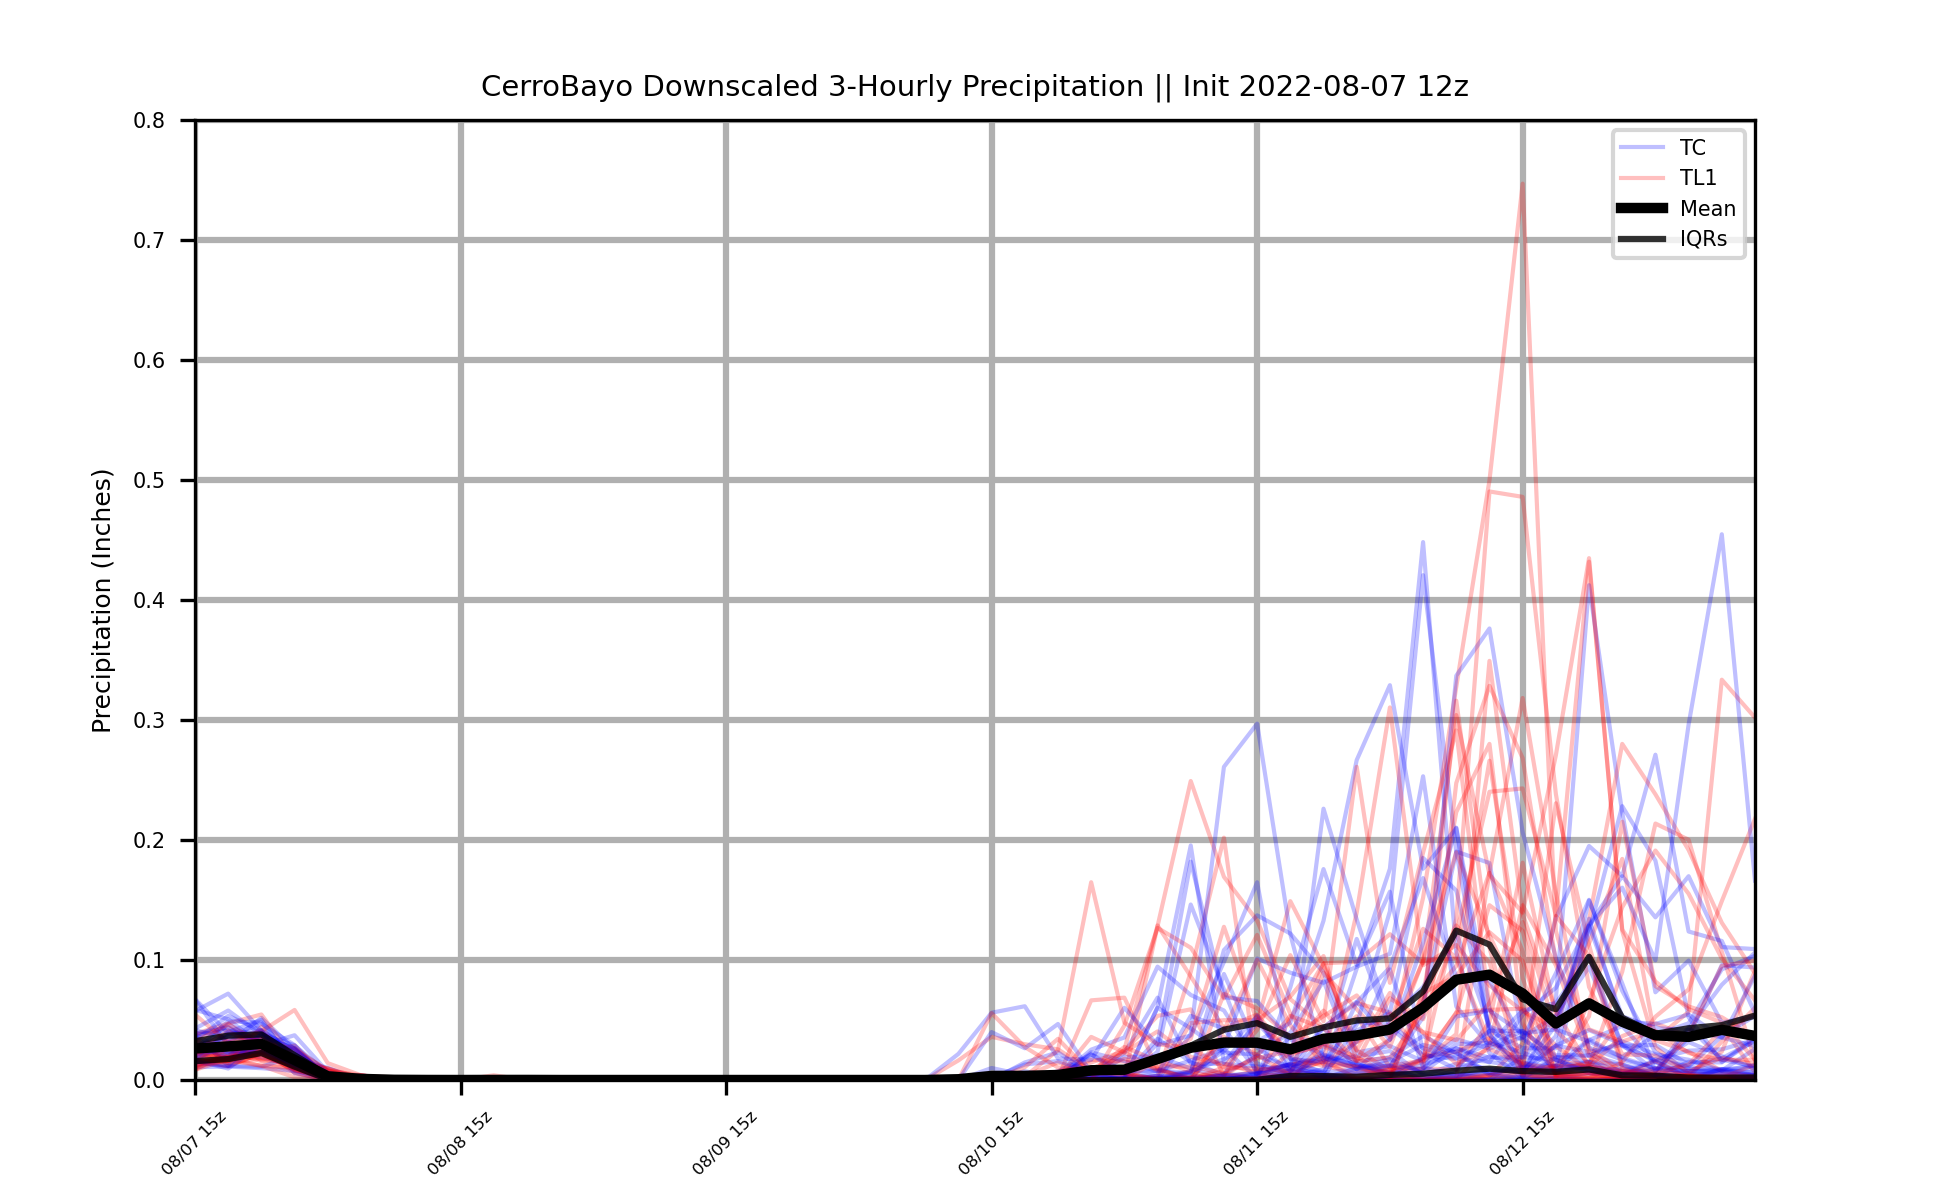 CerroBayo Downscaled 3-Hourly Precipitation || Init 2022-08-07 12z
0.8
0.7
0.6
0.5
0.4
0.3
0.2
0.1
0.0
Precipitation (Inches)
TC
TL1
Mean
IQRs
08/07 15z
08/08 15z
08/09 15z
08/10 15z
08/11 15z
08/12 15z